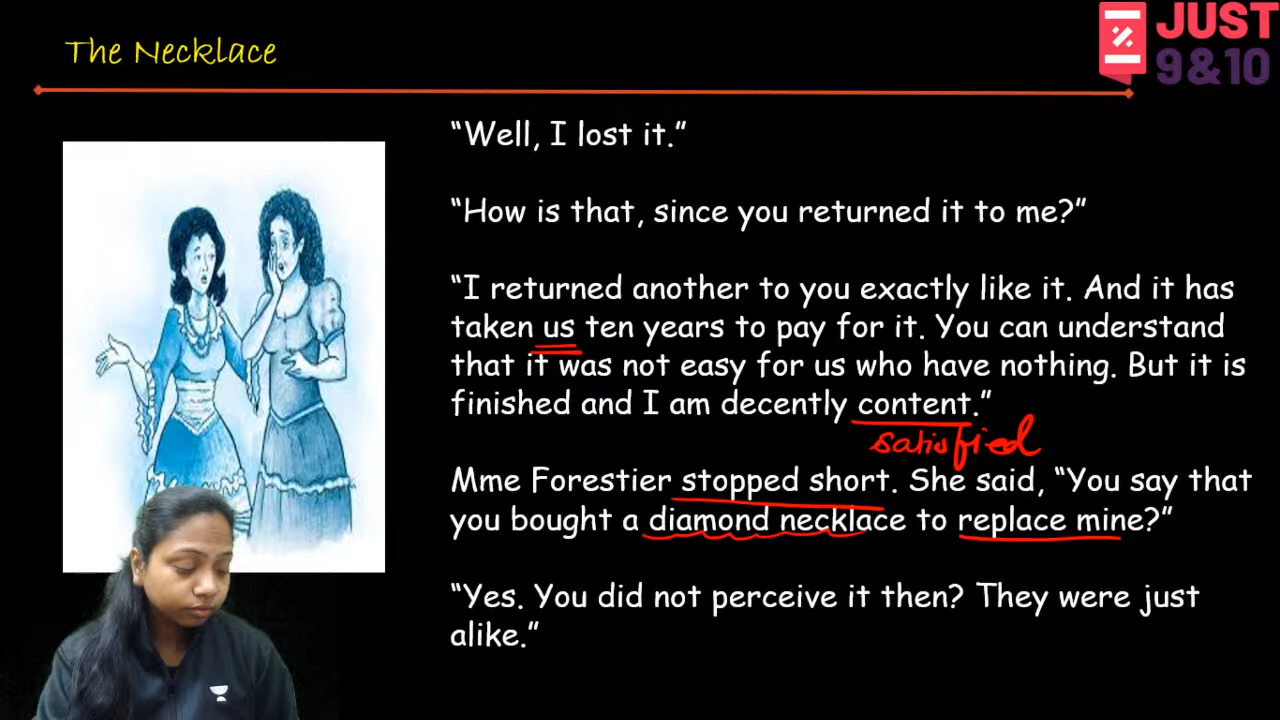 The Necklace
JUST
9&10
“Well, I lost it.”
“How is that, since you returned it to me?”
“I returned another to you exactly like it. And it has
taken us ten years to pay for it. You can understand
that it was not easy for us who have nothing. But it is
finished and I am decently content.”
satisfied
Mme Forestier stopped short. She said, “You say that
you bought a diamond necklace to replace mine?”
“Yes. You did not perceive it then? They were just
alike.”